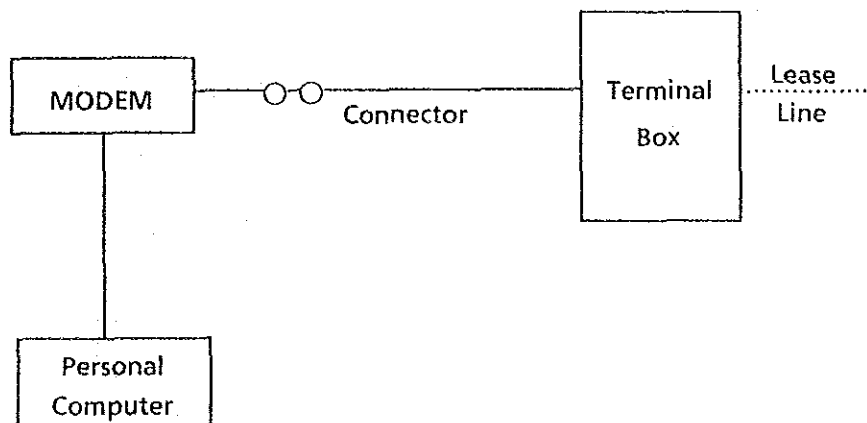 MODEM
Connector
Terminal
Box
Lease
Line
Personal
Computer